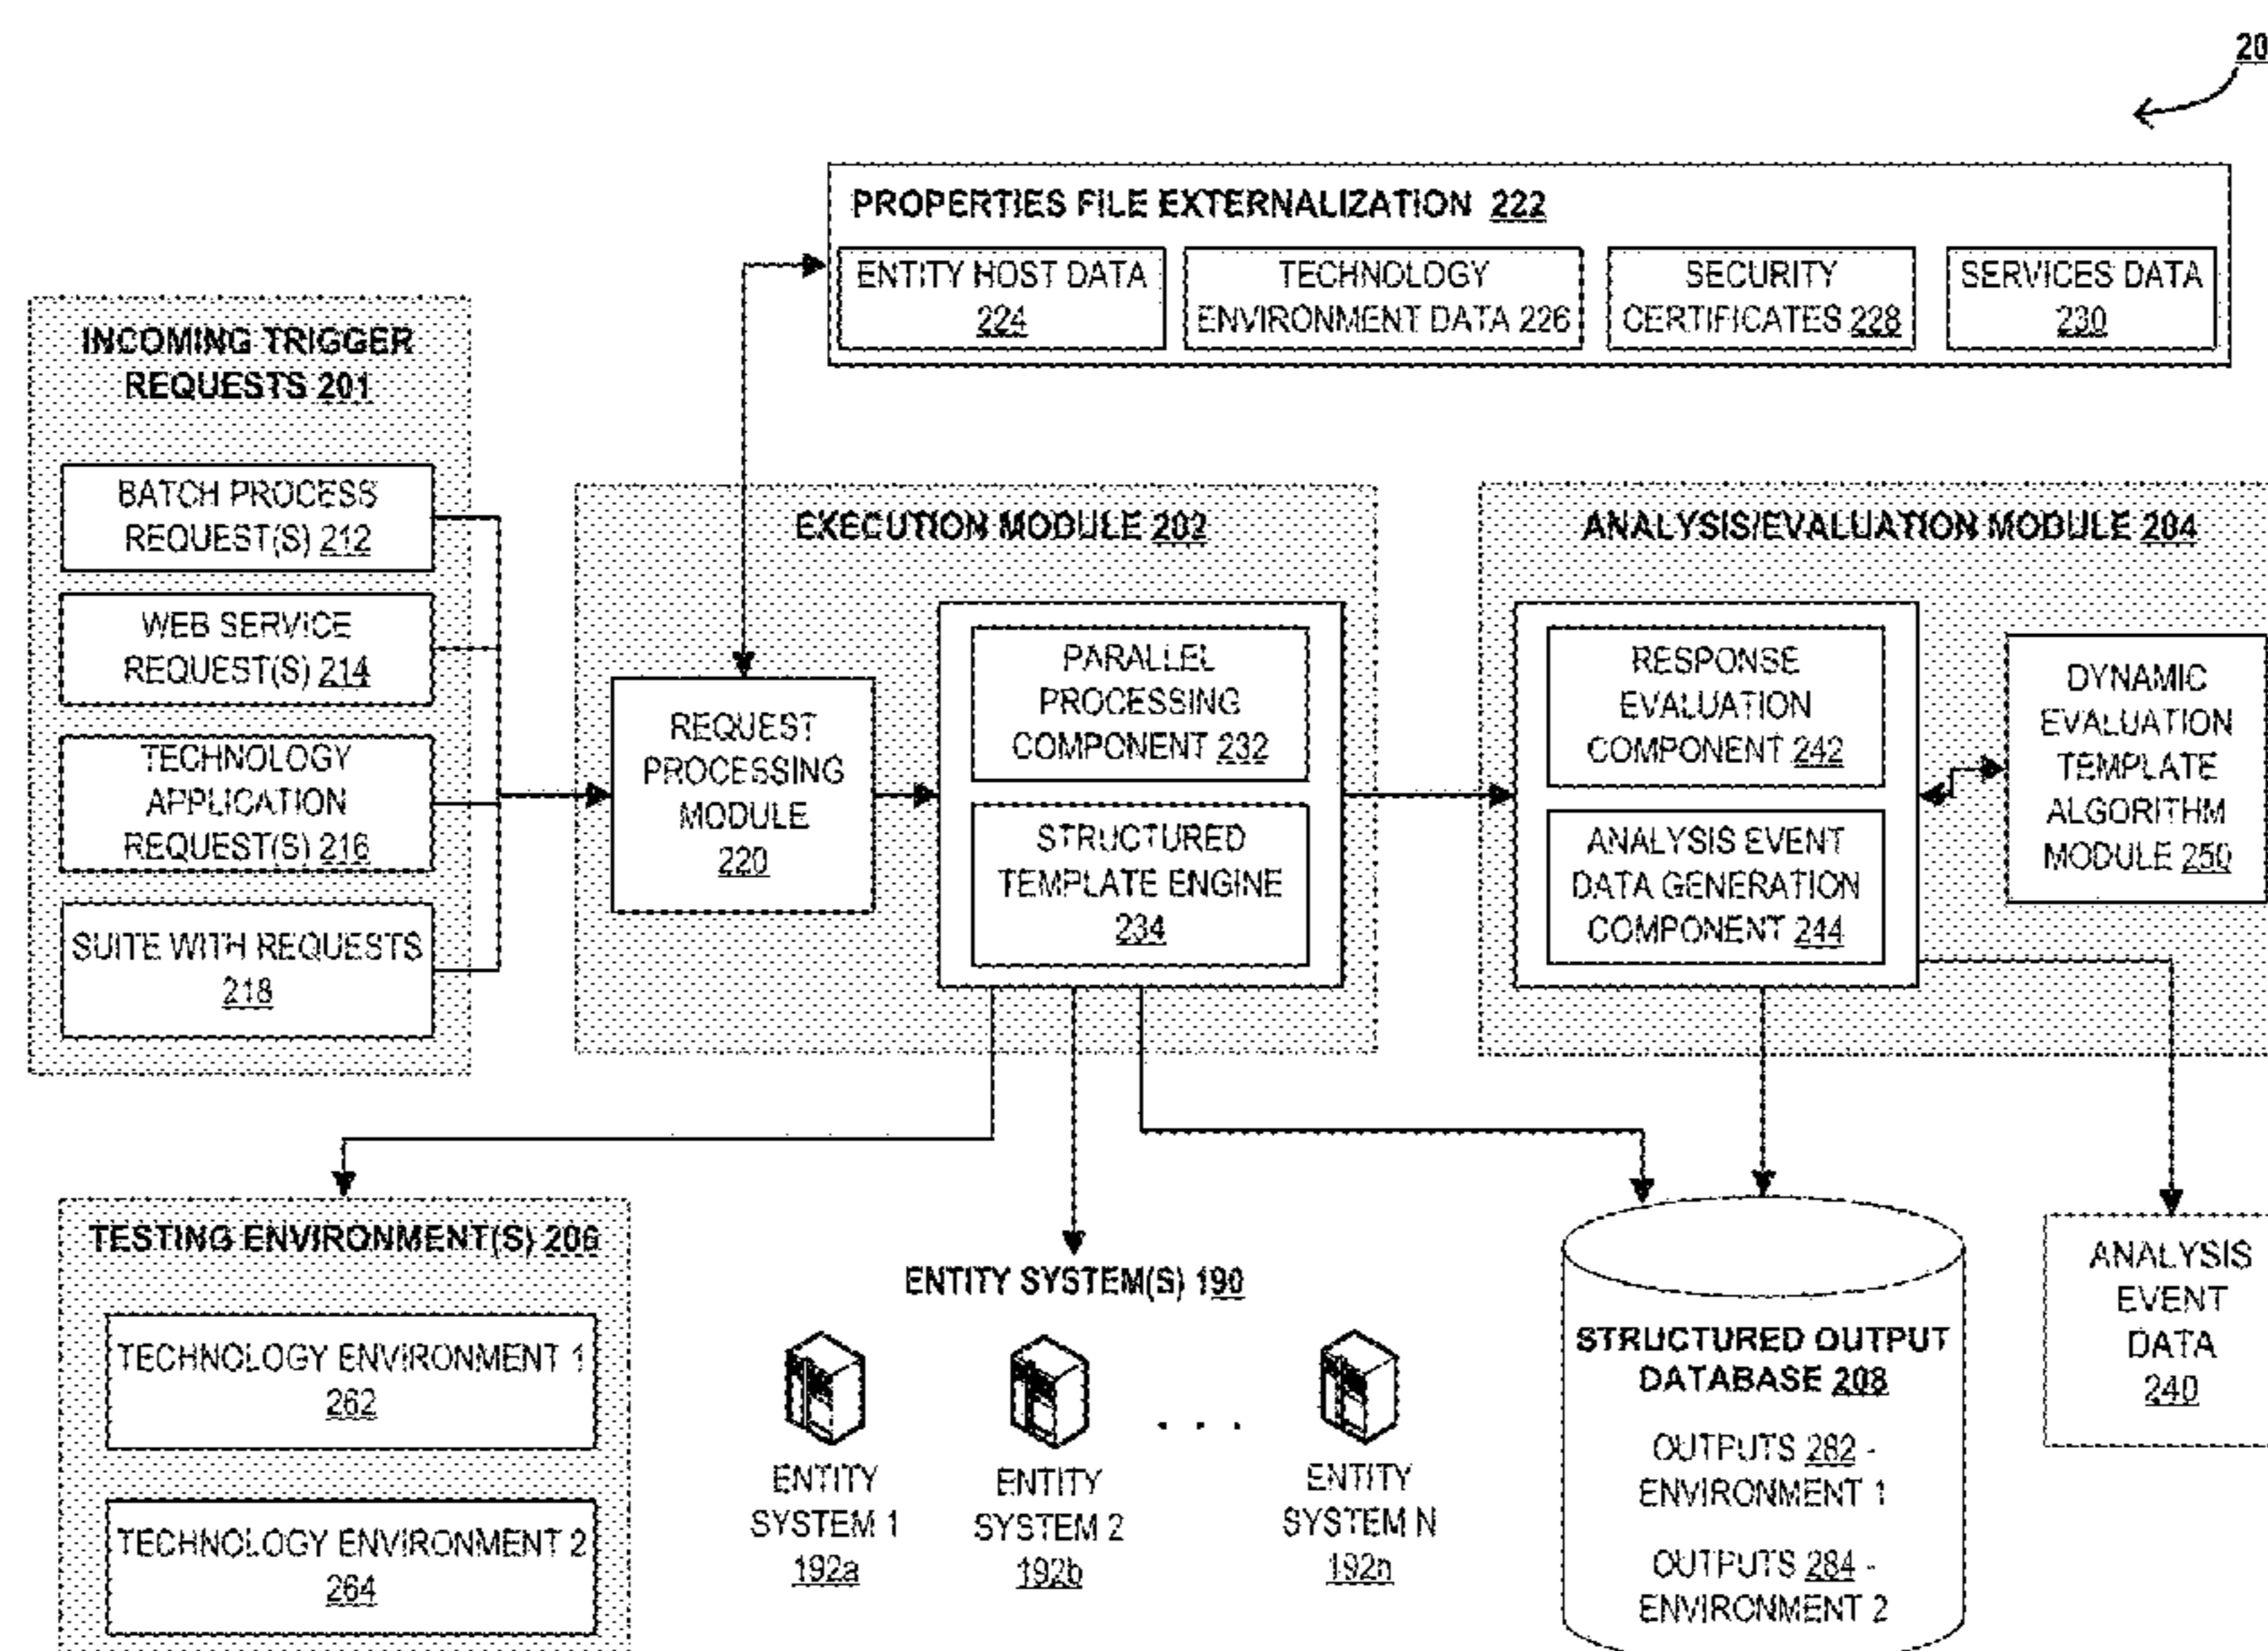 20
PROPERTIES FILE EXTERNALIZATION 222
ENTITY HOST DATA
224
TECHNOLOGY
ENVIRONMENT DATA 226
SECURITY
CERTIFICATES 228
SERVICES DATA
230
INCOMING TRIGGER
REQUESTS 201
BATCH PROCESS
REQUEST(S) 212
WEB SERVICE
REQUEST(S) 214
TECHNOLOGY
APPLICATION
REQUEST(S) 216
SUITE WITH REQUESTS
218
EXECUTION MODULE 202
REQUEST
PROCESSING
MODULE
220
PARALLEL
PROCESSING
COMPONENT 232
STRUCTURED
TEMPLATE ENGINE
234
ANALYSIS/EVALUATION MODULE 204
RESPONSE
EVALUATION
COMPONENT 242
ANALYSIS EVENT
DATA GENERATION
COMPONENT 244
DYNAMIC
EVALUATION
TEMPLATE
ALGORITHM
MODULE 250
TESTING ENVIRONMENT(S) 206
TECHNOLOGY ENVIRONMENT 1
262
TECHNOLOGY ENVIRONMENT 2
264
ENTITY SYSTEM(S) 190
ENTITY
SYSTEM 1
192a
ENTITY
SYSTEM 2
192b
. . .
ENTITY
SYSTEM N
192n
STRUCTURED OUTPUT
DATABASE 208
OUTPUTS 282 -
ENVIRONMENT 1
OUTPUTS 284 -
ENVIRONMENT 2
ANALYSIS
EVENT
DATA
240